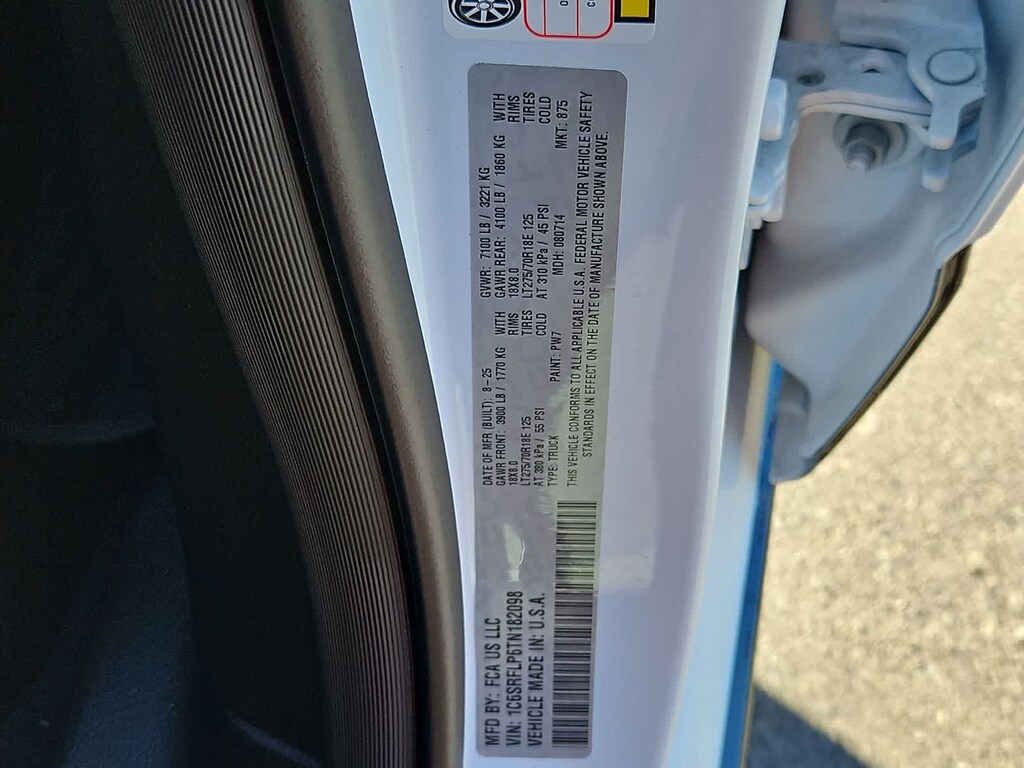 MFD BY: FCA US LLC
VIN: 1C6SRFLP6TN182098
VEHICLE MADE IN: U.S.A.
DATE OF MFR (BUILT): 8-25
GAWR FRONT: 3900 LB / 1770 KG WITH
18X8.0 RIMS
LT275/70R18E 125 TIRES
AT 380 kPa / 55 PSI COLD
GVWR: 7100 LB / 3221 KG
GAWR REAR: 4100 LB / 1860 KG WITH
18X8.0 RIMS
LT275/70R18E 125 TIRES
AT 310 kPa / 45 PSI COLD
TYPE: TRUCK PAINT: PW7 MDH: 080714 MKT: 875
THIS VEHICLE CONFORMS TO ALL APPLICABLE U.S.A. FEDERAL MOTOR VEHICLE SAFETY
STANDARDS IN EFFECT ON THE DATE OF MANUFACTURE SHOWN ABOVE.